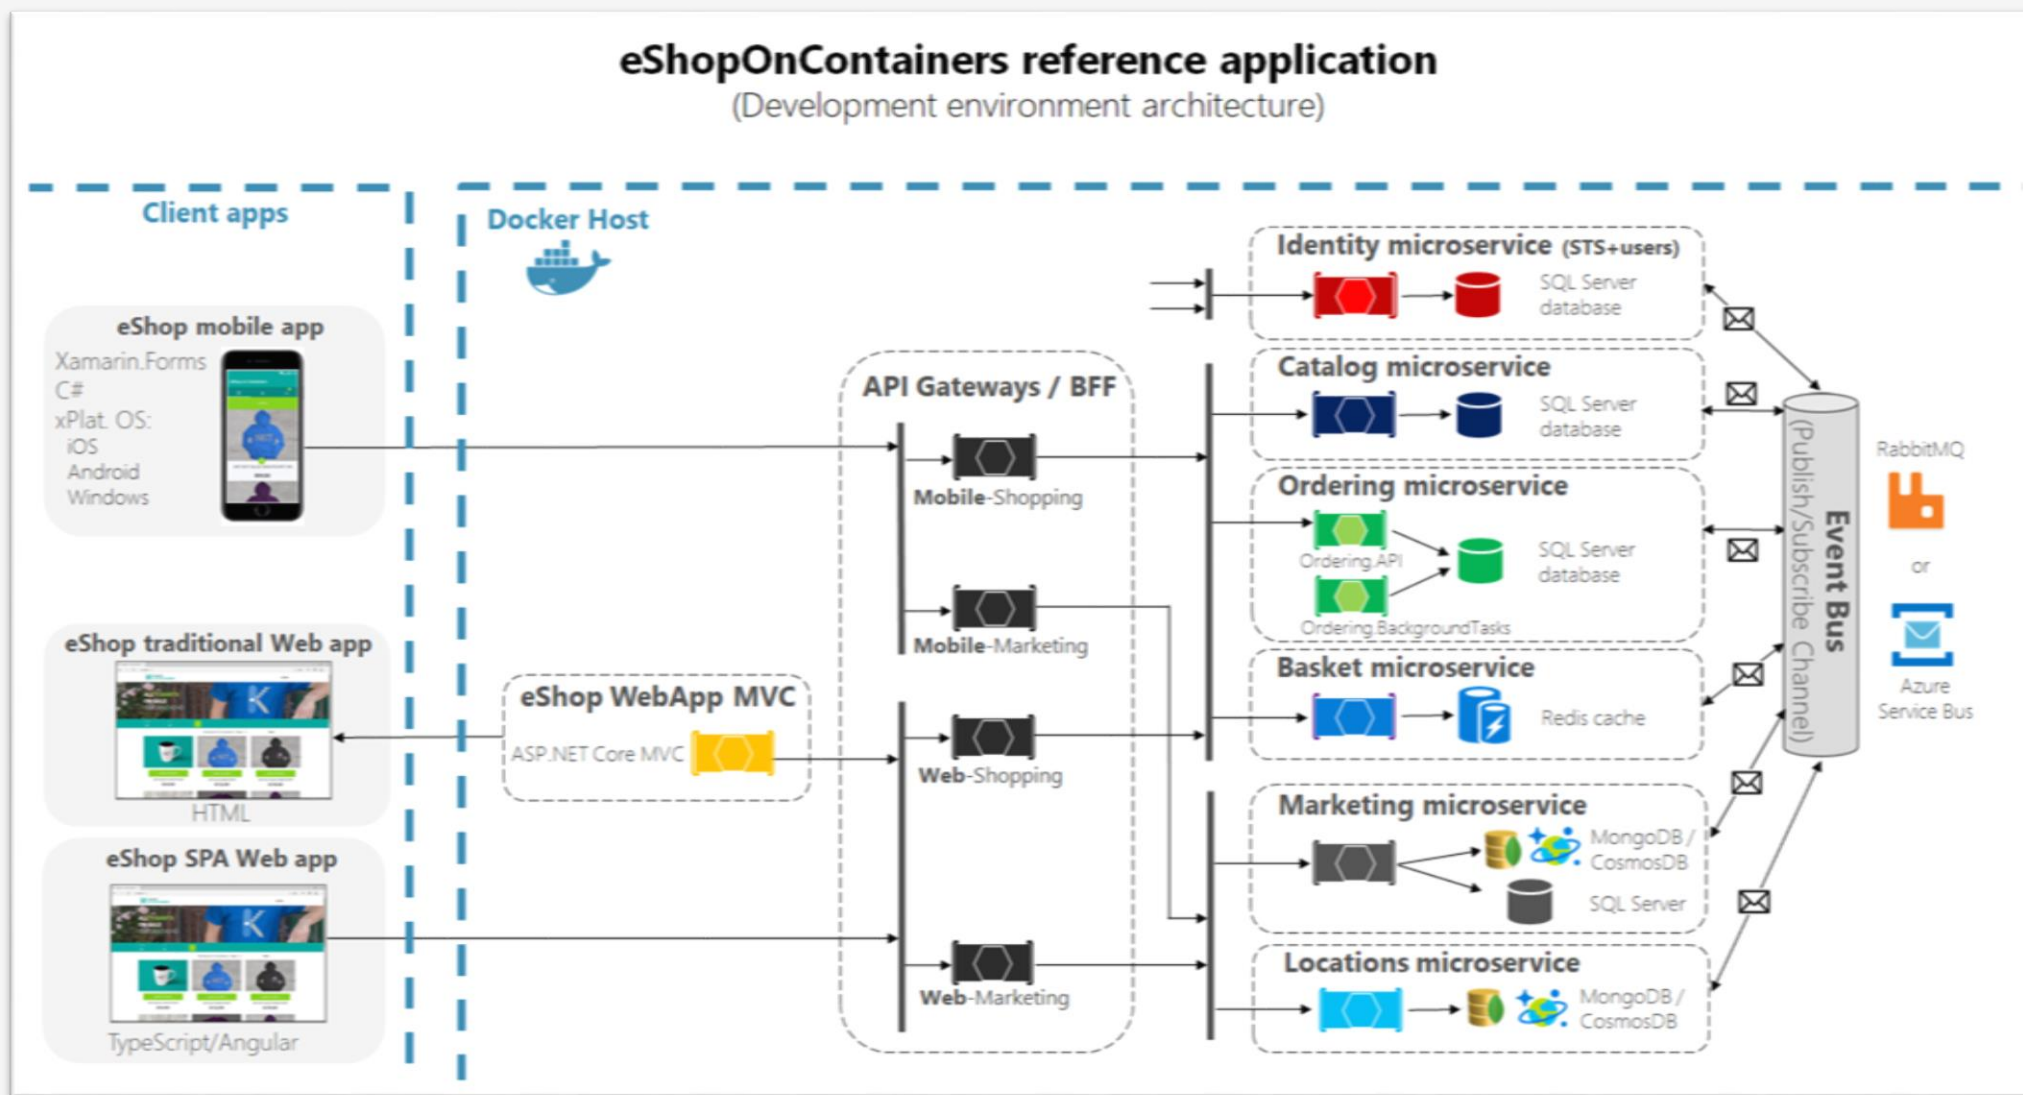 eShopOnContainers reference application
(Development environment architecture)
Client apps
eShop mobile app
Xamarin.Forms
C#
xPlat. OS:
iOS
Android
Windows
eShop traditional Web app
HTML
eShop SPA Web app
TypeScript/Angular
Docker Host
eShop WebApp MVC
ASP.NET Core MVC
API Gateways / BFF
Mobile-Shopping
Mobile-Marketing
Web-Shopping
Web-Marketing
Identity microservice (STS+users)
SQL Server
database
Catalog microservice
SQL Server
database
Ordering microservice
Ordering.API
SQL Server
database
Ordering.BackgroundTasks
Basket microservice
Redis cache
Marketing microservice
MongoDB /
CosmosDB
SQL Server
Locations microservice
MongoDB /
CosmosDB
Event Bus
(Publish/Subscribe Channel)
RabbitMQ
or
Azure
Service Bus